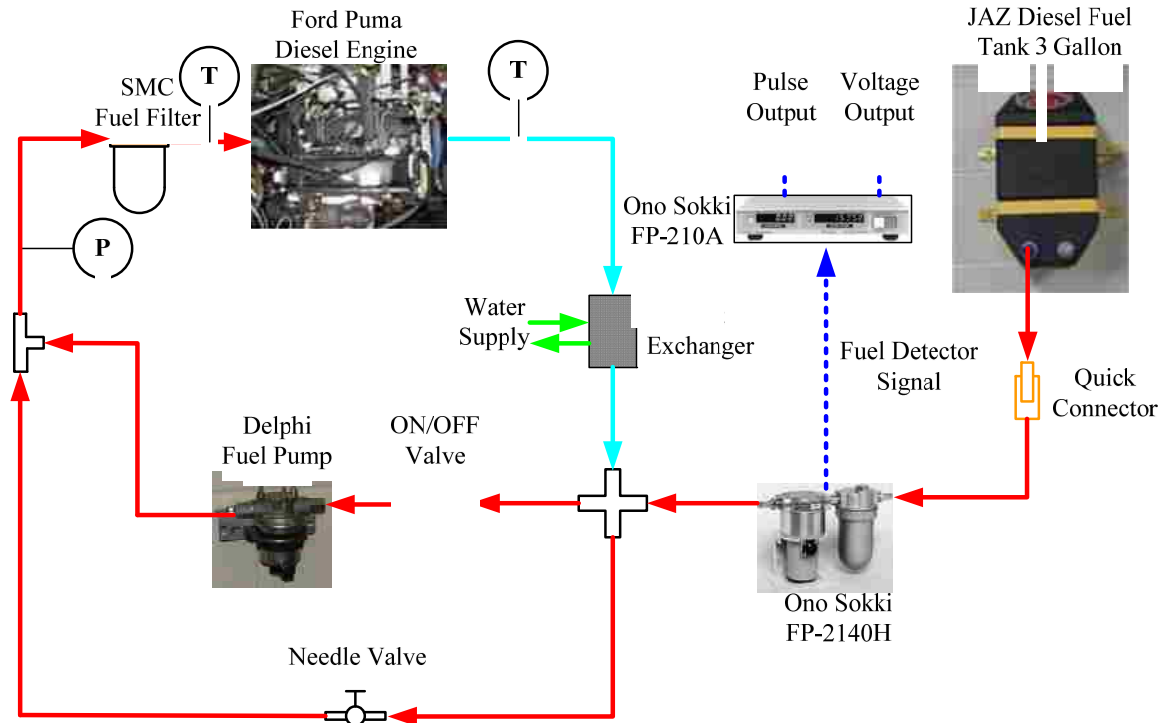 Ford Puma
Diesel Engine
JAZ Diesel Fuel
Tank 3 Gallon
T
T
SMC
Fuel Filter
Pulse
Output
Voltage
Output
Ono Sokki
FP-210A
P
Water
Supply
Exchanger
Fuel Detector
Signal
Quick
Connector
Delphi
Fuel Pump
ON/OFF
Valve
Ono Sokki
FP-2140H
Needle Valve